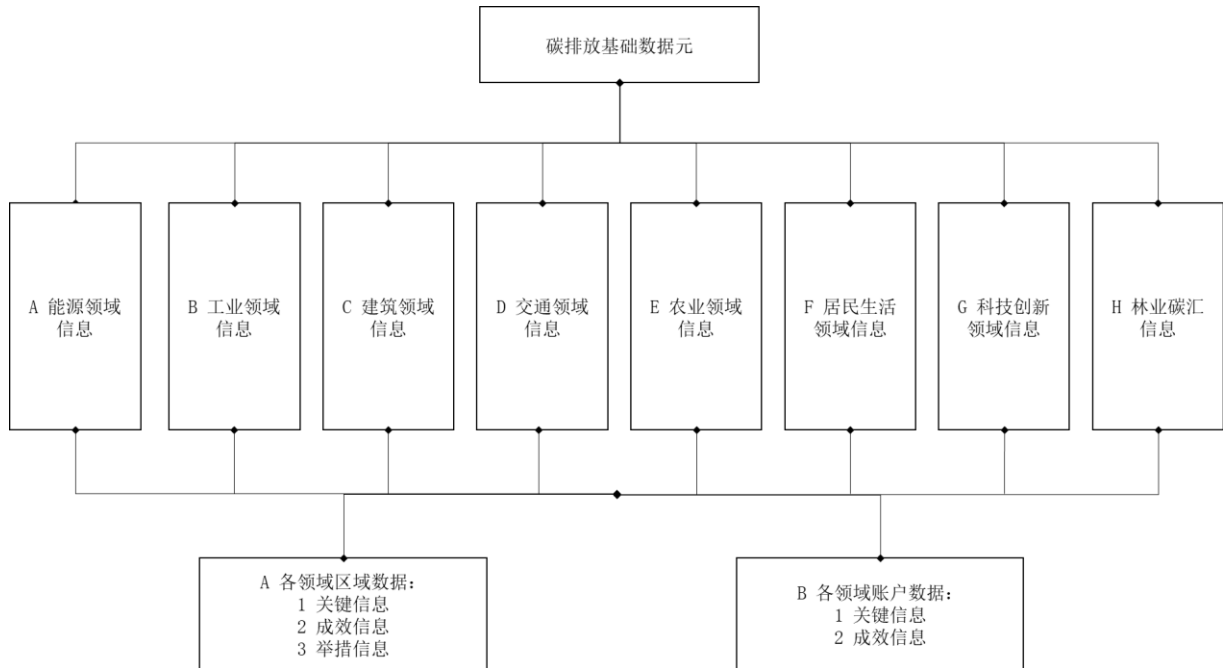 碳排放基础数据元
A 能源领域
信息
B 工业领域
信息
C 建筑领域
信息
D 交通领域
信息
E 农业领域
信息
F 居民生活
领域信息
G 科技创新
领域信息
H 林业碳汇
信息
A 各领域区域数据:
1 关键信息
2 成效信息
3 举措信息
B 各领域账户数据:
1 关键信息
2 成效信息